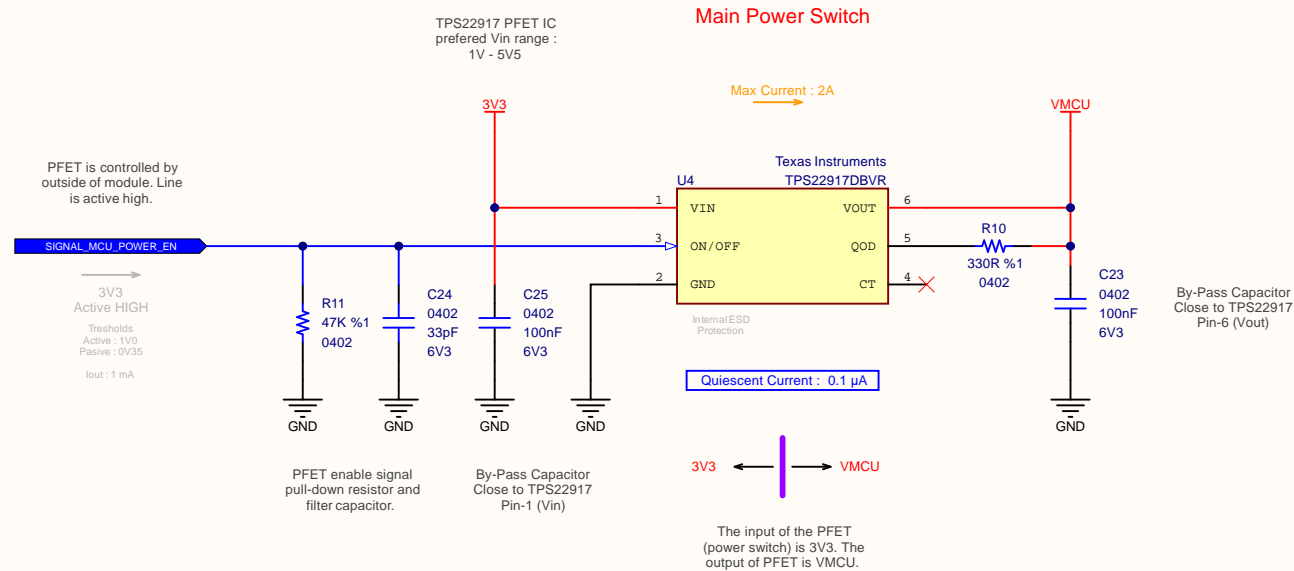 Main Power Switch
TPS22917 PFET IC
prefered Vin range :
1V - 5V5
Max Current : 2A
3V3
VMCU
PFET is controlled by
outside of module. Line
is active high.
Texas Instruments
U4
TPS22917DBVR
1
VIN
VOUT
6
SIGNAL_MCU_POWER_EN
3
ON/OFF
QOD
5
R10
330R %1
0402
2
GND
CT
4
3V3
Active HIGH
Tresholds
Active : 1V0
Pasive : 0V35
Iout : 1 mA
R11
47K %1
0402
C24
0402
33pF
6V3
C25
0402
100nF
6V3
C23
0402
100nF
6V3
By-Pass Capacitor
Close to TPS22917
Pin-6 (Vout)
Internal ESD
Protection
Quiescent Current : 0.1 µA
GND
GND
GND
GND
GND
PFET enable signal
pull-down resistor and
filter capacitor.
By-Pass Capacitor
Close to TPS22917
Pin-1 (Vin)
3V3
VMCU
The input of the PFET
(power switch) is 3V3. The
output of PFET is VMCU.